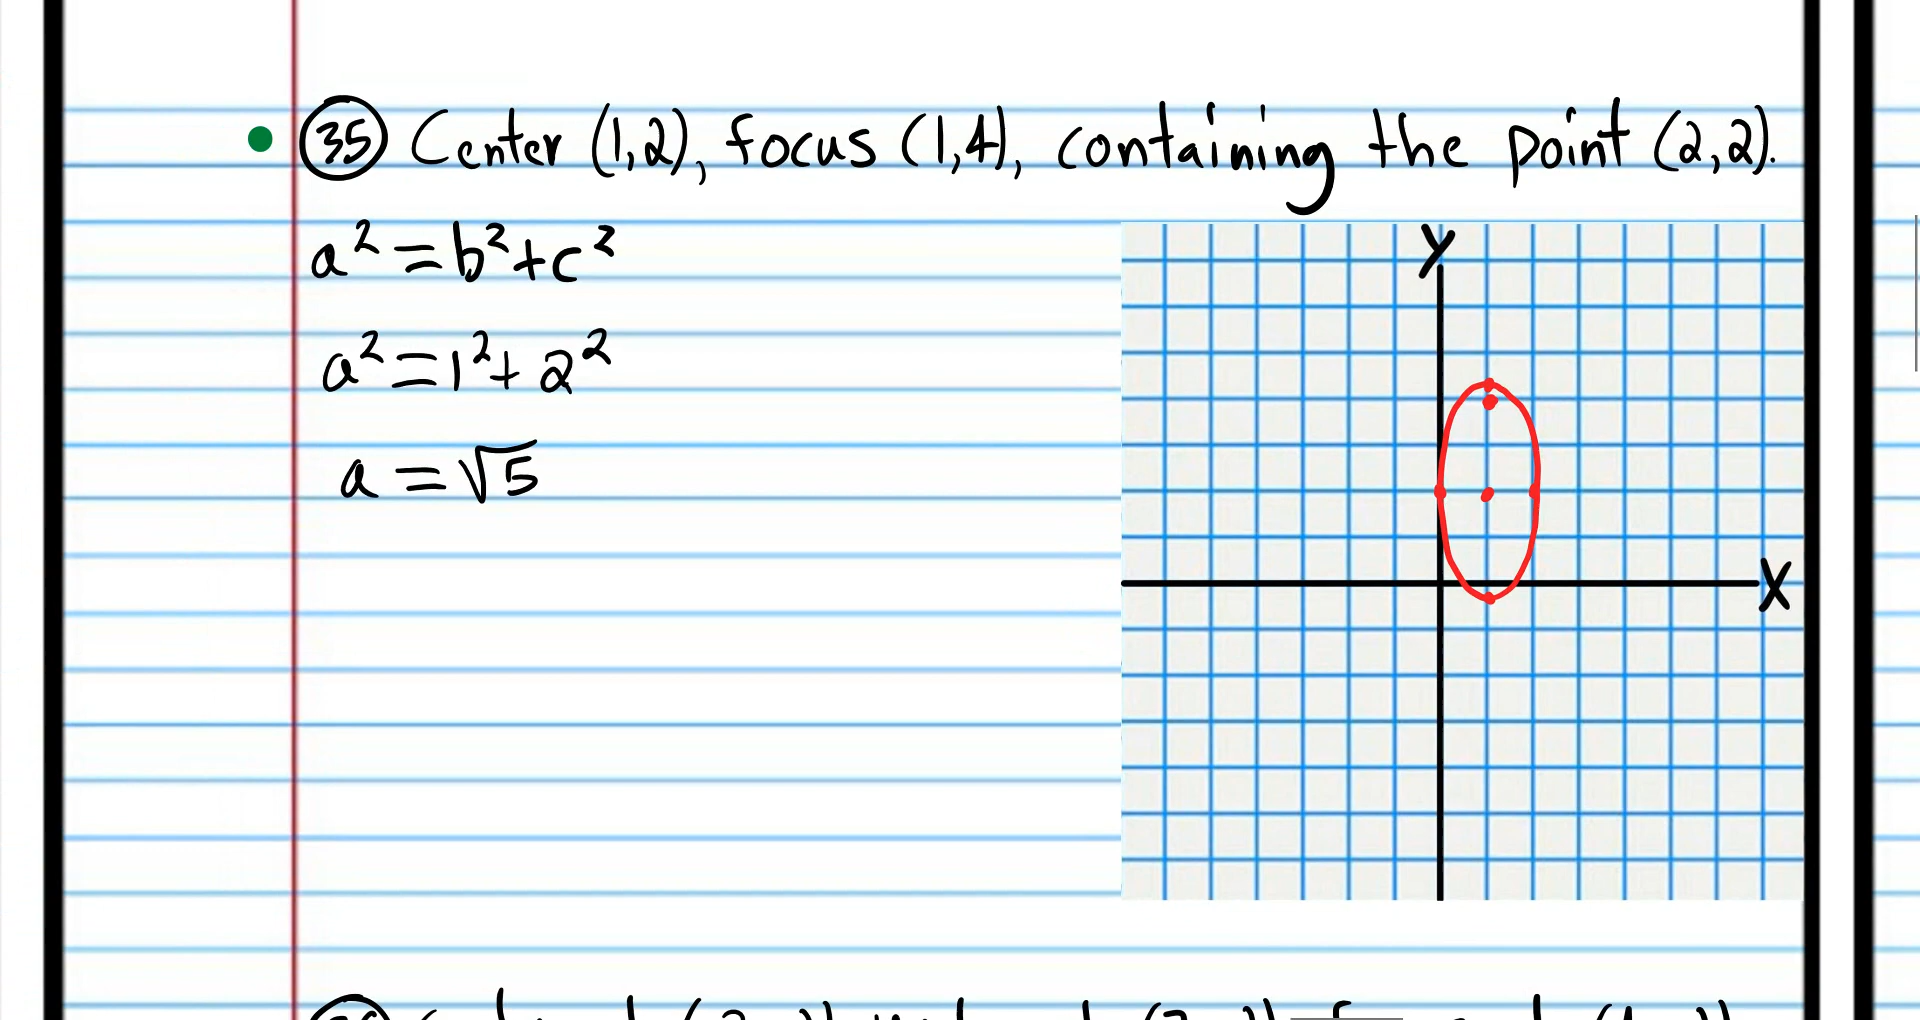 35 Center (1,2), focus (1,4), containing the point (2,2).
a² = b² + c²
a² = 1² + 2²
a = √5
Y
X